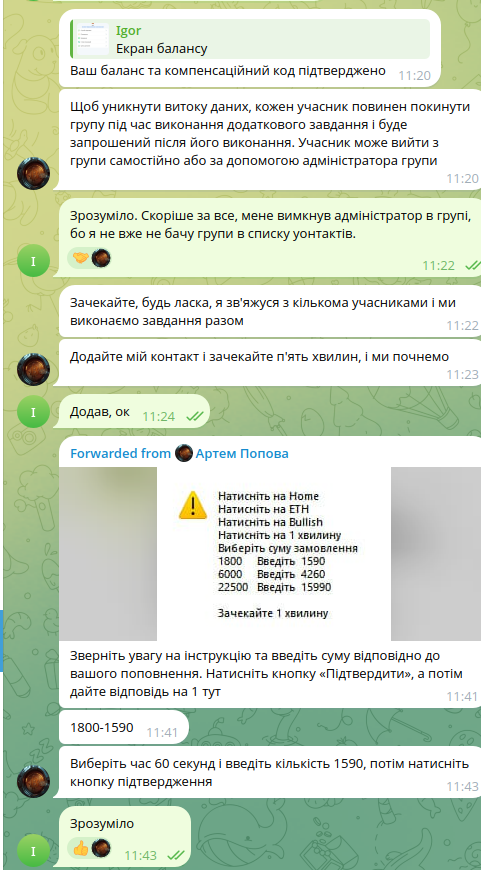 Igor
Екран балансу
Ваш баланс та компенсаційний код підтверджено 11:20
Щоб уникнути витоку даних, кожен учасник повинен покинути
групу під час виконання додаткового завдання і буде
запрошений після його виконання. Учасник може вийти з
групи самостійно або за допомогою адміністратора групи
11:20
Зрозуміло. Скоріше за все, мене вимкнув адміністратор в групі,
бо я не вже не бачу групи в списку уонтактів.
11:22
I
Зачекайте, будь ласка, я зв'яжуся з кількома учасниками і ми
виконаємо завдання разом
11:22
Додайте мій контакт і зачекайте п'ять хвилин, і ми почнемо
11:23
I
Додав, ок 11:24
Forwarded from Артем Попова
Натисніть на Home
Натисніть на ETH
Натисніть на Bullish
Натисніть на 1 хвилину
Виберіть суму замовлення
1800 Введіть 1590
6000 Введіть 4260
22500 Введіть 15990
Зачекайте 1 хвилину
Зверніть увагу на інструкцію та введіть суму відповідно до
вашого поповнення. Натисніть кнопку «Підтвердити», а потім
дайте відповідь на 1 тут
11:41
1800-1590 11:41
Виберіть час 60 секунд і введіть кількість 1590, потім натисніть
кнопку підтвердження
11:43
Зрозуміло
I
11:43